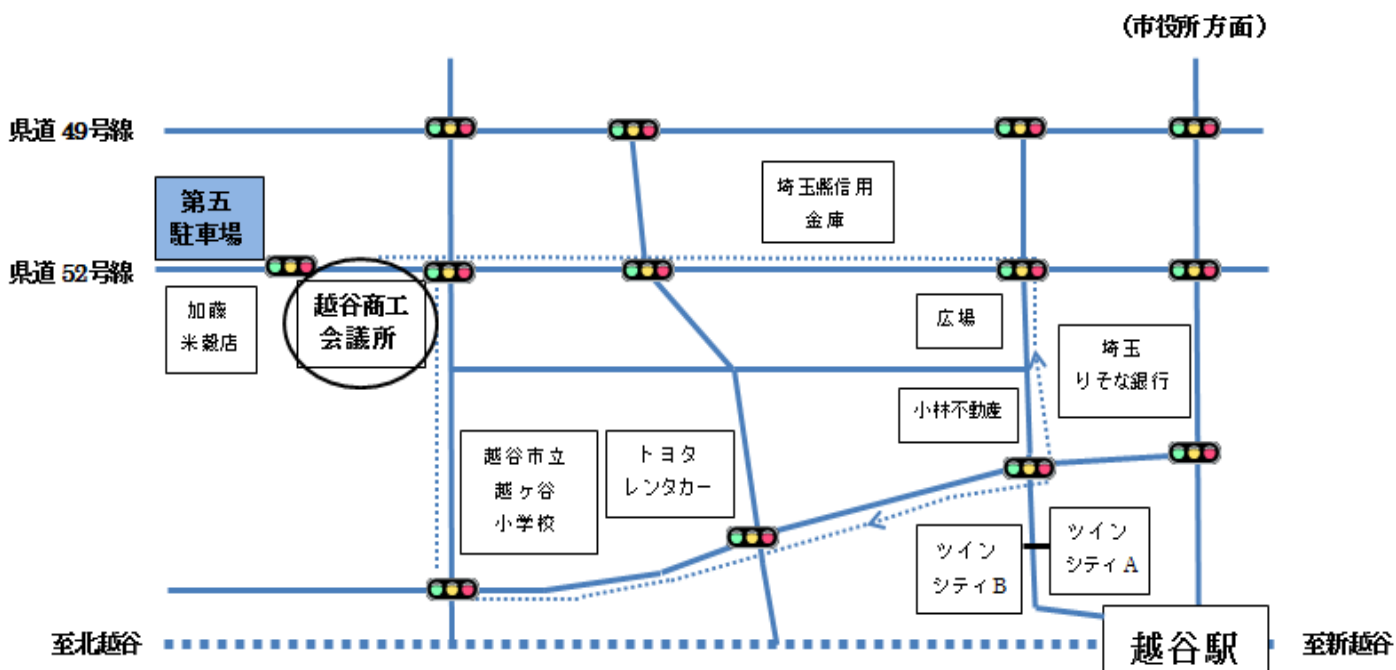 (市役所方面)
県道49号線
埼玉縣信用
金庫
第五
駐車場
県道52号線
加藤
米穀店
越谷商工
会議所
広場
埼玉
りそな銀行
小林不動産
越谷市立
越ヶ谷
小学校
トヨタ
レンタカー
ツイン
シティB
ツイン
シティA
至北越谷
越谷駅
至新越谷